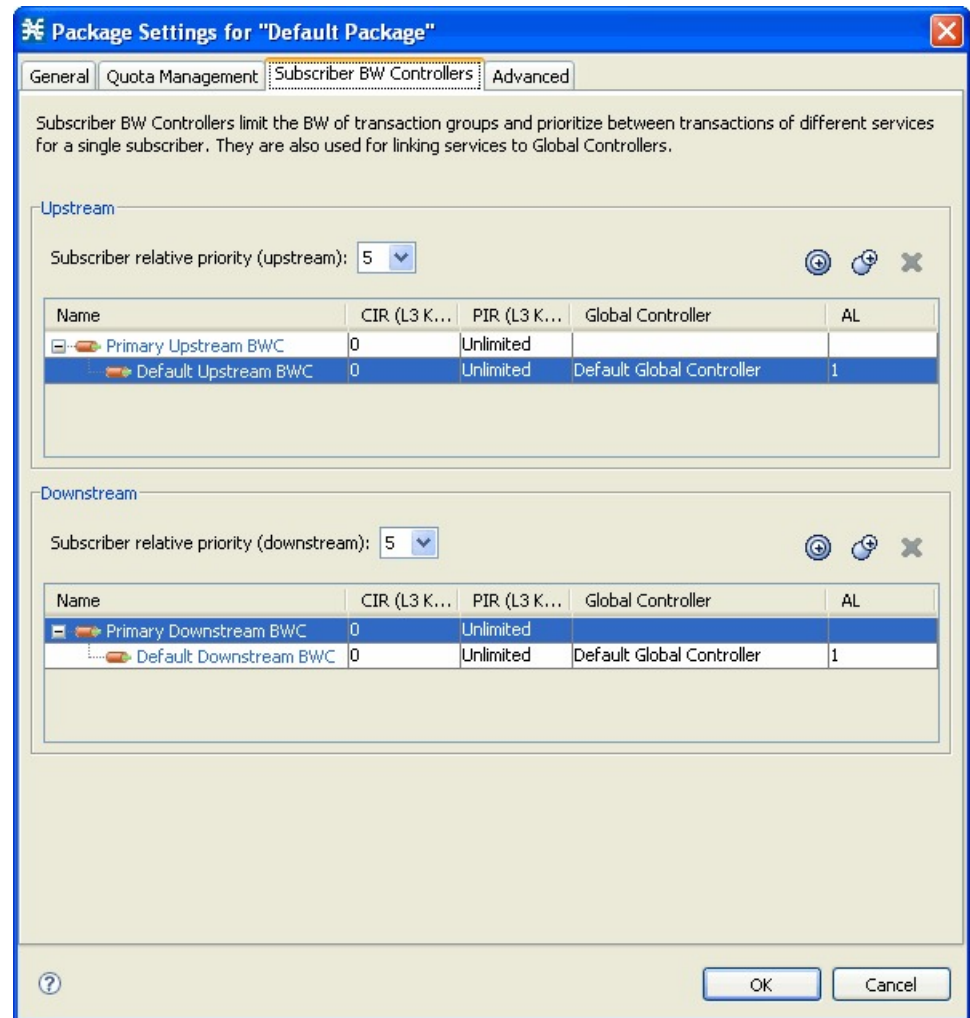 Package Settings for "Default Package"
General Quota Management Subscriber BW Controllers Advanced
Subscriber BW Controllers limit the BW of transaction groups and prioritize between transactions of different services
for a single subscriber. They are also used for linking services to Global Controllers.
Upstream
Subscriber relative priority (upstream): 5
Name CIR (L3 K... PIR (L3 K... Global Controller AL
Primary Upstream BWC 0 Unlimited
Default Upstream BWC 0 Unlimited Default Global Controller 1
Downstream
Subscriber relative priority (downstream): 5
Name CIR (L3 K... PIR (L3 K... Global Controller AL
Primary Downstream BWC 0 Unlimited
Default Downstream BWC 0 Unlimited Default Global Controller 1
? OK Cancel